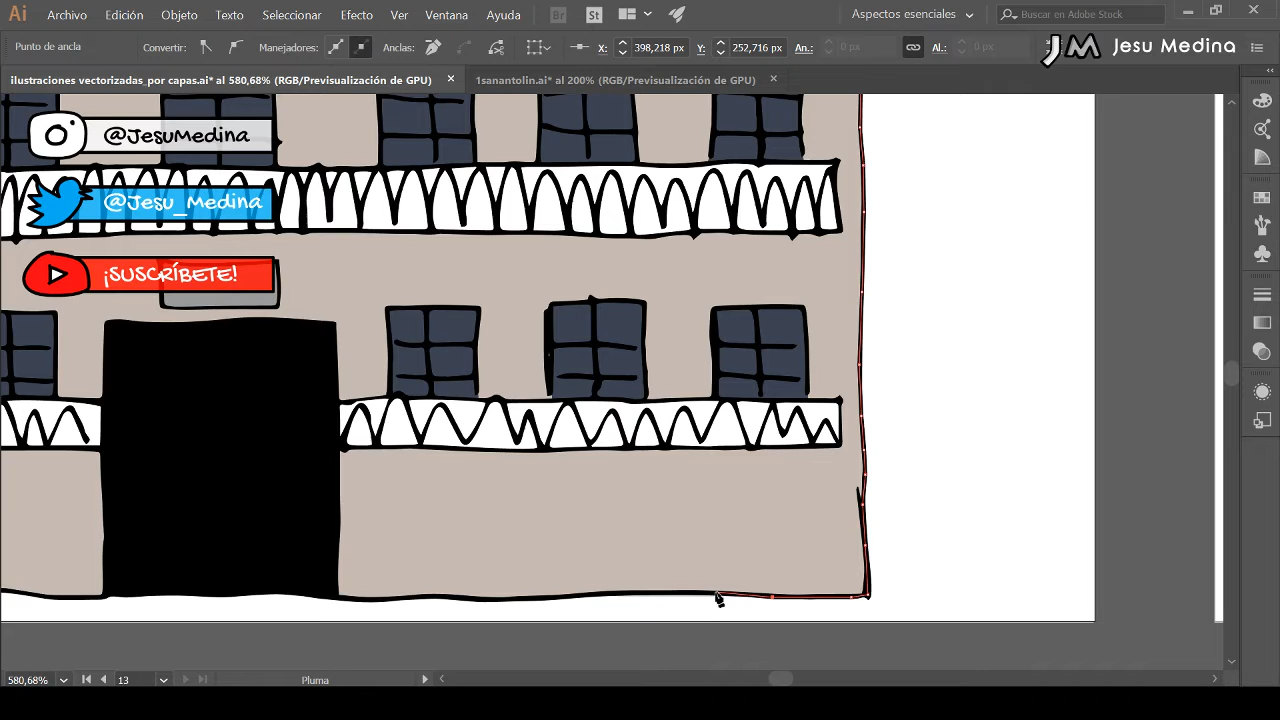 Ai Archivo Edición Objeto Texto Seleccionar Efecto Ver Ventana Ayuda Br St Aspectos esenciales Buscar en Adobe Stock
Punto de ancla Convertir: Manejadores: Anclas: X: 398,218 px Y: 252,716 px An.: 0 px Al.: 0 px JM Jesu Medina
ilustraciones vectorizadas_por capas.ai* al 580,68% (RGB/Previsualización de GPU) 1sanantolin.ai* al 200% (RGB/Previsualización de GPU)
@JesuMedina
@Jesu_Medina
¡SUSCRÍBETE!
580,68% 13 Pluma